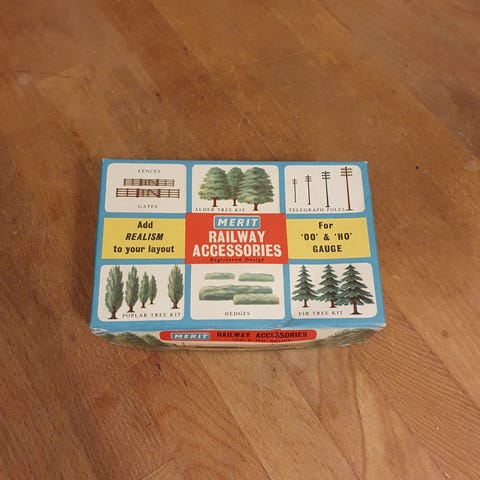 FENCES
GATES
ALDER TREE KIT
TELEGRAPH POLES
Add
REALISM
to your layout
MERIT
RAILWAY
ACCESSORIES
Registered Design
For
'OO' & 'HO'
GAUGE
POPLAR TREE KIT
HEDGES
FIR TREE KIT
MERIT RAILWAY ACCESSORIES